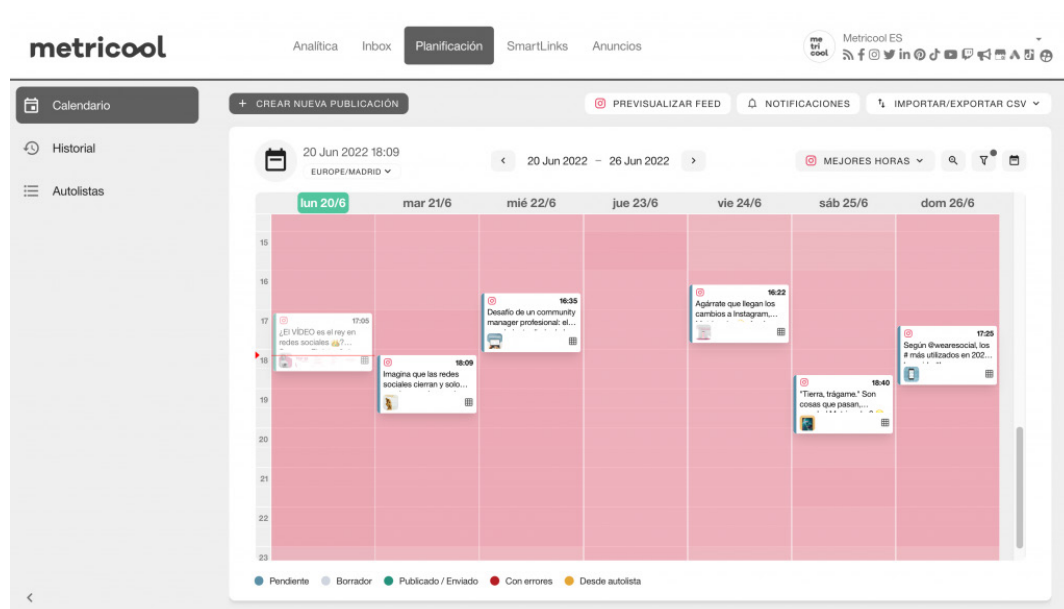 metricool
Analítica
Inbox
Planificación
SmartLinks
Anuncios
me
tri
cool
Metricool ES
Calendario
Historial
Autolistas
+ CREAR NUEVA PUBLICACIÓN
PREVISUALIZAR FEED
NOTIFICACIONES
IMPORTAR/EXPORTAR CSV
20 Jun 2022 18:09
EUROPE/MADRID
20 Jun 2022 – 26 Jun 2022
MEJORES HORAS
lun 20/6
mar 21/6
mié 22/6
jue 23/6
vie 24/6
sáb 25/6
dom 26/6
15
16
17
18
19
20
21
22
23
17:05
¿El VÍDEO es el rey en
redes sociales
18:09
Imagina que las redes
sociales cierran y solo...
16:35
Desafío de un community
manager profesional: el...
16:22
Agárrate que llegan los
cambios a Instagram,...
18:40
"Tierra, trágame." Son
cosas que pasan,...
17:25
Según @wearesocial, los
# más utilizados en 202...
Pendiente
Borrador
Publicado / Enviado
Con errores
Desde autolista